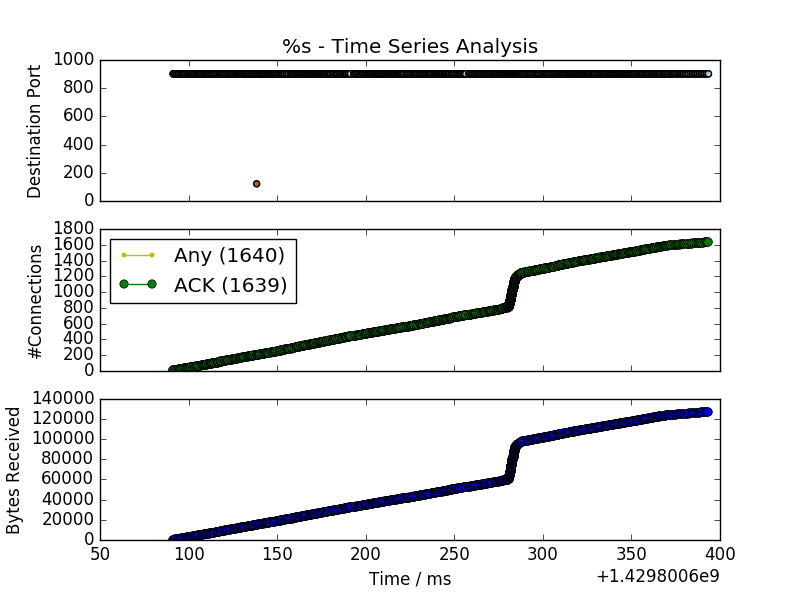 %s - Time Series Analysis
1000
800
600
400
200
0
Destination Port
1800
1600
1400
1200
1000
800
600
400
200
0
#Connections
Any (1640)
ACK (1639)
140000
120000
100000
80000
60000
40000
20000
0
Bytes Received
50 100 150 200 250 300 350 400
Time / ms
+1.4298006e9